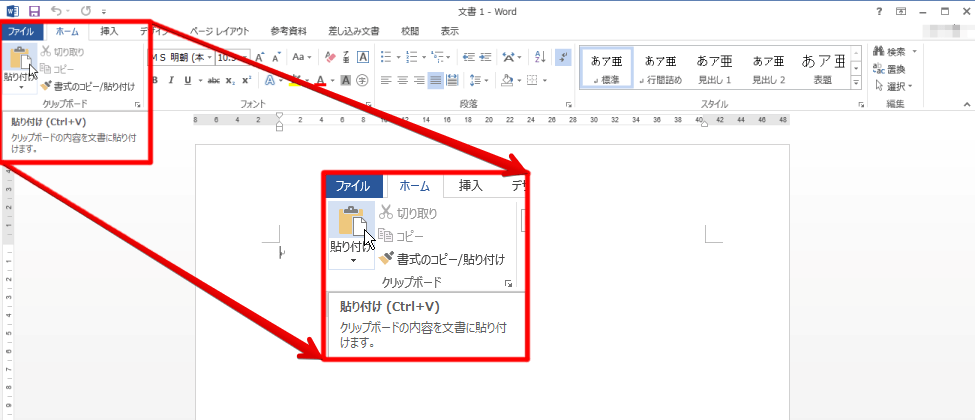 文書 1 - Word
ファイル ホーム 挿入 デザイン ページ レイアウト 参考資料 差し込み文書 校閲 表示
貼り付け
切り取り
コピー
書式のコピー/貼り付け
クリップボード
ＭＳ 明朝 (本 10.5
フォント
段落
あア亜 あア亜 あア亜 あア亜 あア亜
標準 行間詰め 見出し 1 見出し 2 表題
スタイル
検索
置換
選択
編集
貼り付け (Ctrl+V)
クリップボードの内容を文書に貼り付
けます。
8 6 4 2 2 4 6 8 10 12 14 16 18 20 22 24 26 28 30 32 34 36 38 40 42 44 46 48
ファイル ホーム 挿入 デ
切り取り
コピー
貼り付け
書式のコピー/貼り付け
クリップボード
貼り付け (Ctrl+V)
クリップボードの内容を文書に貼り付
けます。